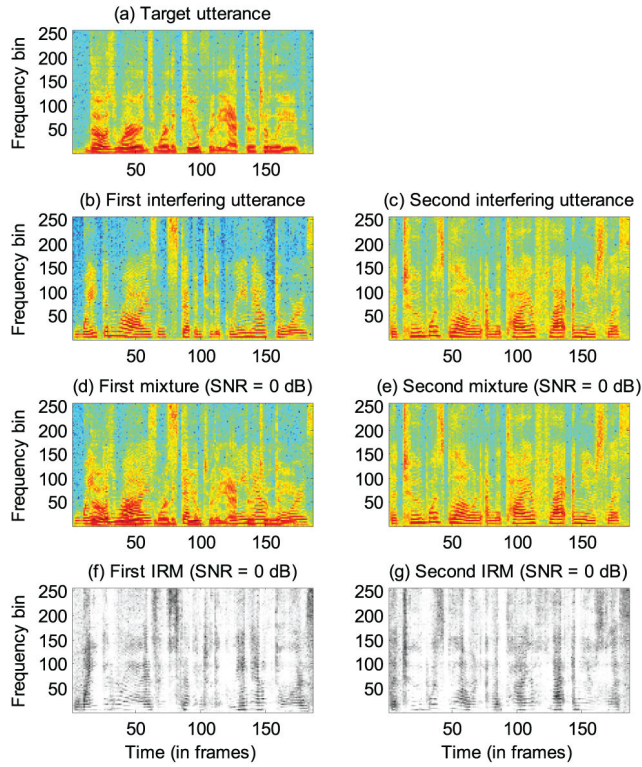 (a) Target utterance
Frequency bin
250
200
150
100
50
50 100 150
(b) First interfering utterance
Frequency bin
250
200
150
100
50
50 100 150
(c) Second interfering utterance
250
200
150
100
50
50 100 150
(d) First mixture (SNR = 0 dB)
Frequency bin
250
200
150
100
50
50 100 150
(e) Second mixture (SNR = 0 dB)
250
200
150
100
50
50 100 150
(f) First IRM (SNR = 0 dB)
Frequency bin
250
200
150
100
50
50 100 150
Time (in frames)
(g) Second IRM (SNR = 0 dB)
250
200
150
100
50
50 100 150
Time (in frames)